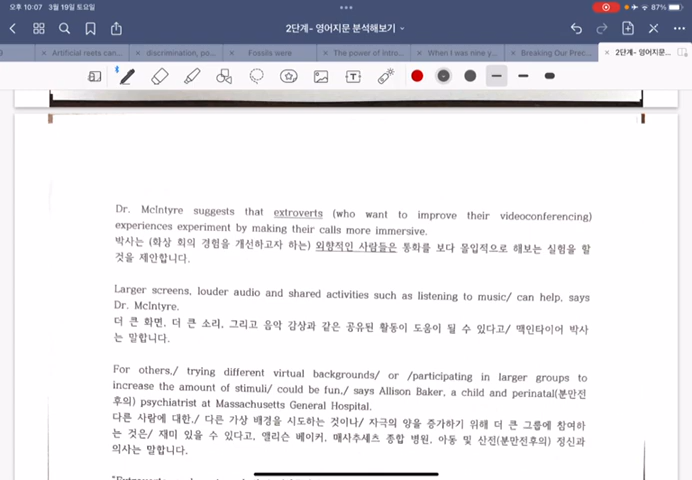 오후 10:07 3월 19일 토요일
87%
2단계- 영어지문 분석해보기
Artificial reefs can...
discrimination, po...
Fossils were
The power of intro...
When I was nine y...
Breaking Our Prec...
2단계- 영어지문...
Dr. McIntyre suggests that extroverts (who want to improve their videoconferencing)
experiences experiment by making their calls more immersive.
박사는 (화상 회의 경험을 개선하고자 하는) 외향적인 사람들은 통화를 보다 몰입적으로 해보는 실험을 할
것을 제안합니다.
Larger screens, louder audio and shared activities such as listening to music/ can help, says
Dr. McIntyre.
더 큰 화면, 더 큰 소리, 그리고 음악 감상과 같은 공유된 활동이 도움이 될 수 있다고/ 맥인타이어 박사
는 말합니다.
For others,/ trying different virtual backgrounds/ or /participating in larger groups to
increase the amount of stimuli/ could be fun,/ says Allison Baker, a child and perinatal(분만전
후의) psychiatrist at Massachusetts General Hospital.
다른 사람에 대한,/ 다른 가상 배경을 시도하는 것이나/ 자극의 양을 증가하기 위해 더 큰 그룹에 참여하
는 것은/ 재미 있을 수 있다고, 앨리슨 베이커, 매사추세츠 종합 병원, 아동 및 산전(분만전후의) 정신과
의사는 말합니다.